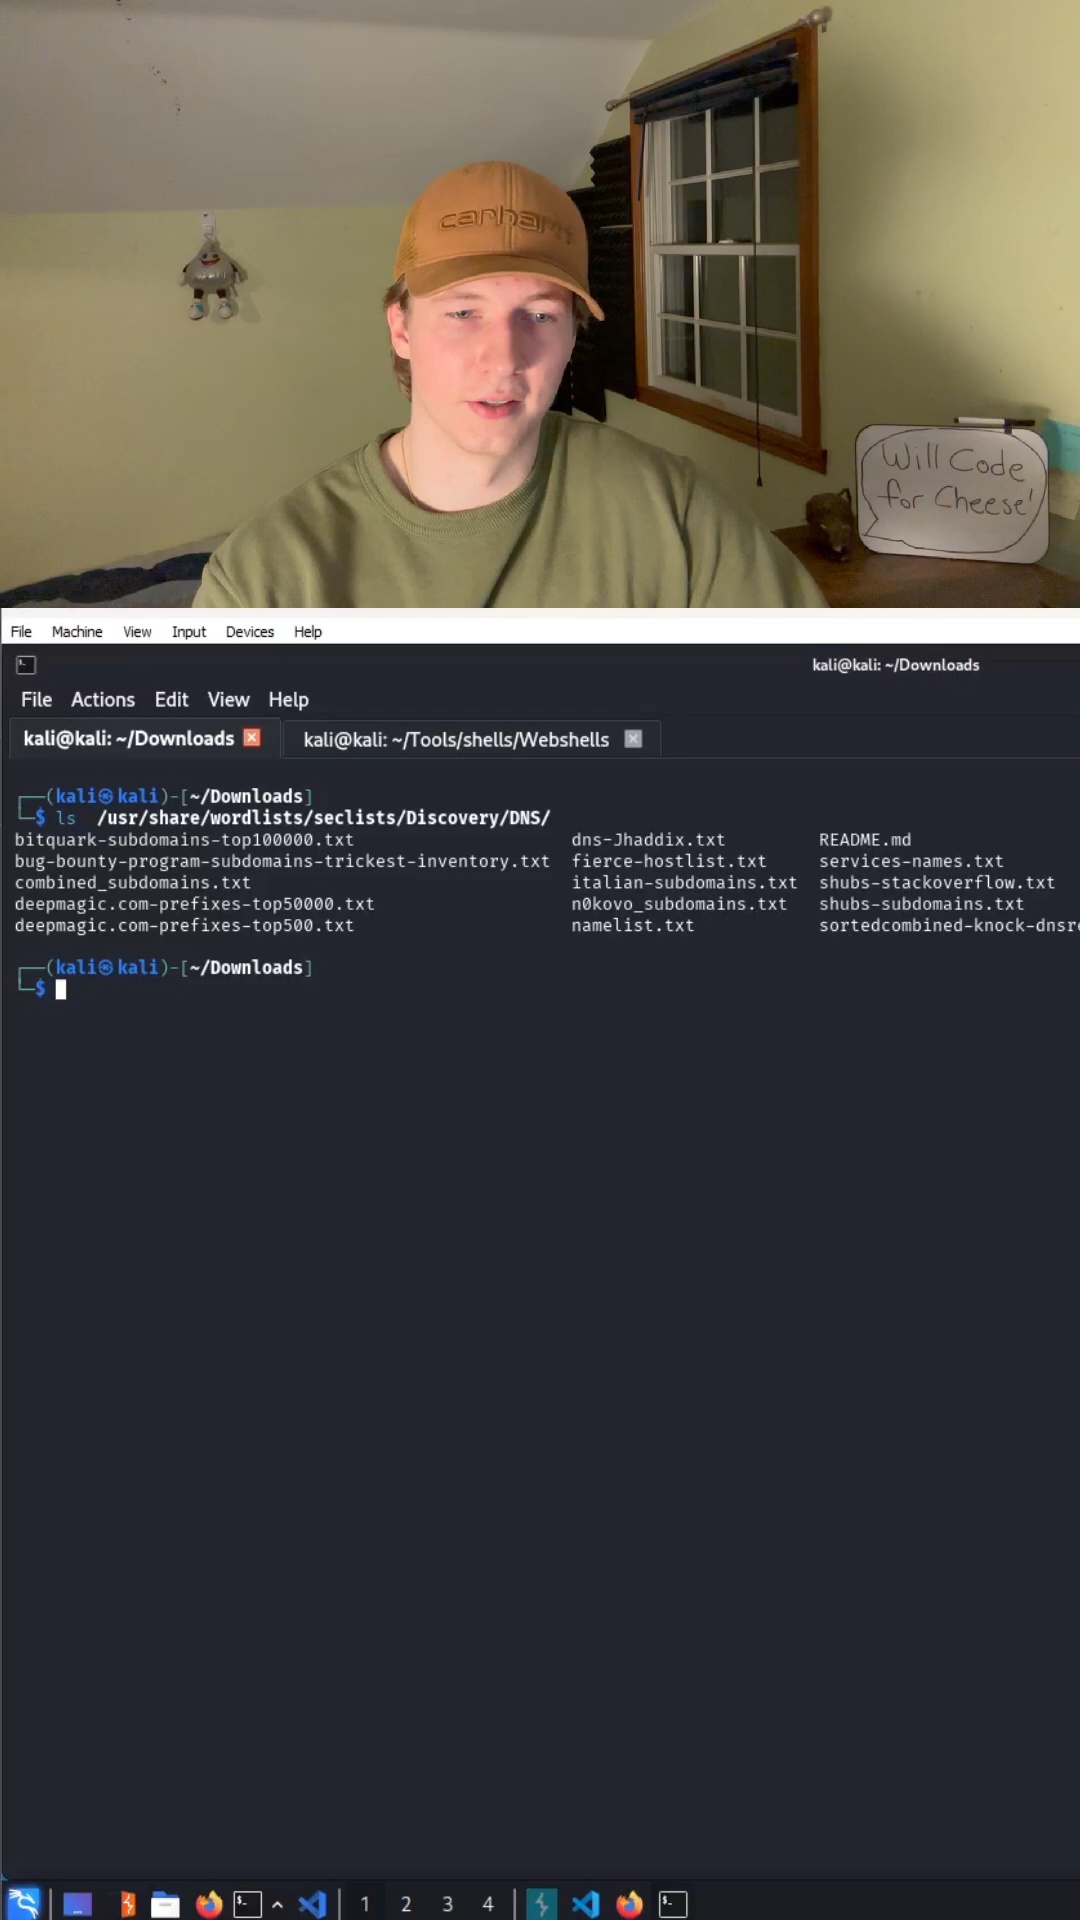 carhartt
Will Code
for Cheese!
File Machine View Input Devices Help
kali@kali: ~/Downloads
File Actions Edit View Help
kali@kali: ~/Downloads kali@kali: ~/Tools/shells/Webshells
(kali㉿kali)-[~/Downloads]
$ ls /usr/share/wordlists/seclists/Discovery/DNS/
bitquark-subdomains-top100000.txt dns-Jhaddix.txt README.md
bug-bounty-program-subdomains-trickest-inventory.txt fierce-hostlist.txt services-names.txt
combined_subdomains.txt italian-subdomains.txt shubs-stackoverflow.txt
deepmagic.com-prefixes-top50000.txt n0kovo_subdomains.txt shubs-subdomains.txt
deepmagic.com-prefixes-top500.txt namelist.txt sortedcombined-knock-dnsre
(kali㉿kali)-[~/Downloads]
$
1 2 3 4